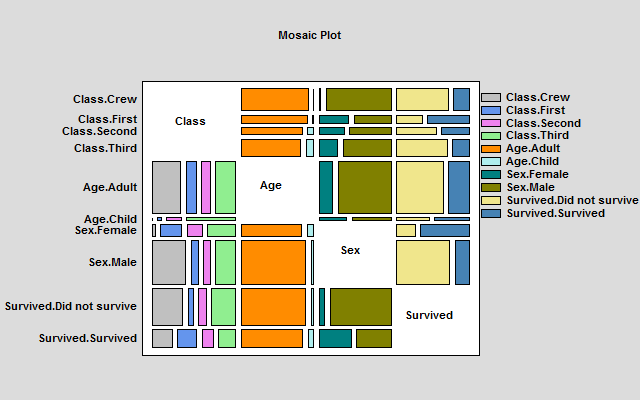 Mosaic Plot
Class.Crew
Class.First
Class.Second
Class.Third
Age.Adult
Age.Child
Sex.Female
Sex.Male
Survived.Did not survive
Survived.Survived
Class
Age
Sex
Survived
Class.Crew
Class.First
Class.Second
Class.Third
Age.Adult
Age.Child
Sex.Female
Sex.Male
Survived.Did not survive
Survived.Survived